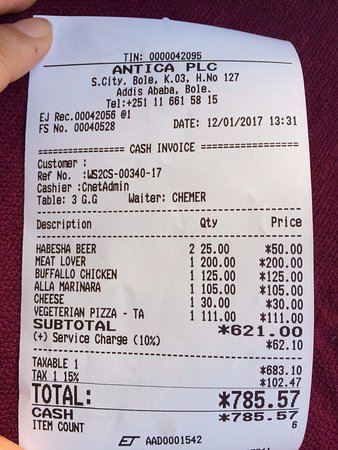 TIN: 0000042095
ANTICA PLC
S.City. Bole, K.03, H.No 127
Addis Ababa, Bole.
Tel:+251 11 661 58 15
EJ Rec.00042056 @1
FS No. 00040528 DATE: 12/01/2017 13:31
CASH INVOICE
Customer :
Ref No. :WS2CS-00340-17
Cashier :CnetAdmin
Table: 3 G.G Waiter: CHEMER
Description Qty Price
HABESHA BEER 2 25.00 *50.00
MEAT LOVER 1 200.00 *200.00
BUFFALLO CHICKEN 1 125.00 *125.00
ALLA MARINARA 1 105.00 *105.00
CHEESE 1 30.00 *30.00
VEGETERIAN PIZZA - TA 1 111.00 *111.00
SUBTOTAL *621.00
(+) Service Charge (10%) *62.10
TAXABLE 1 *683.10
TAX 1 15% *102.47
TOTAL: *785.57
CASH *785.57
ITEM COUNT 6
ET AAD0001542